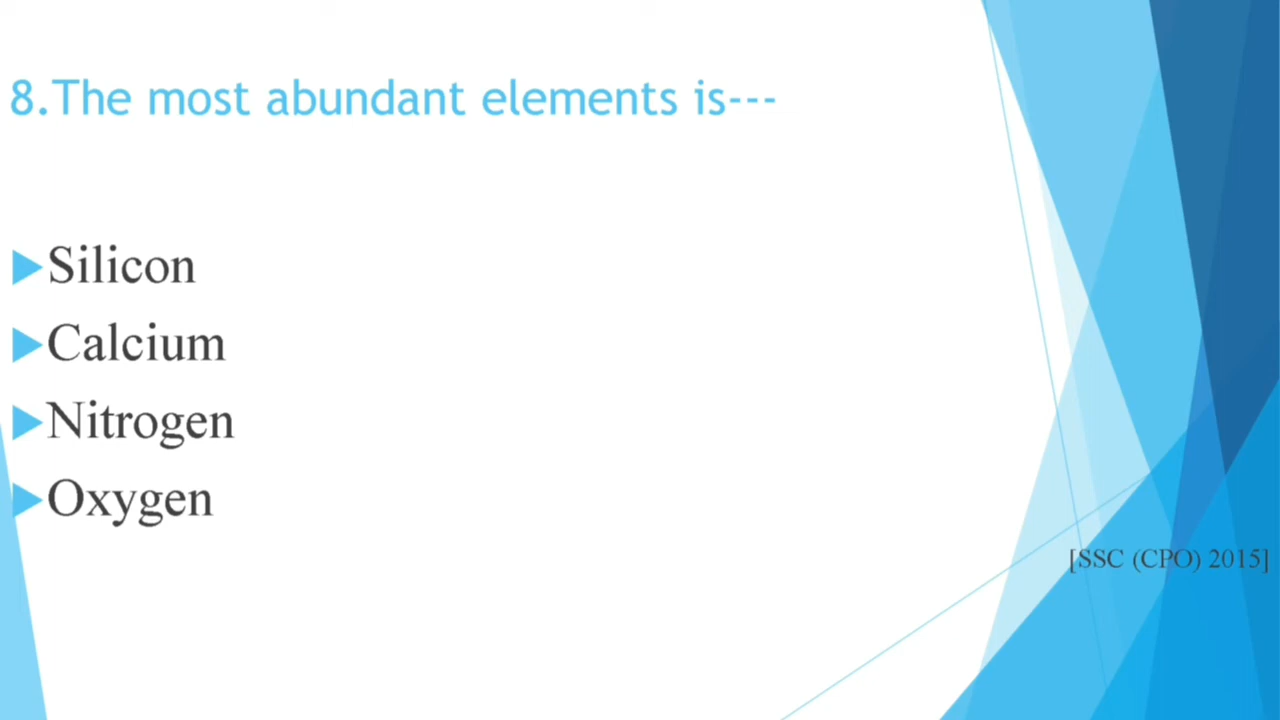 8.The most abundant elements is---
Silicon
Calcium
Nitrogen
Oxygen
[SSC (CPO) 2015]